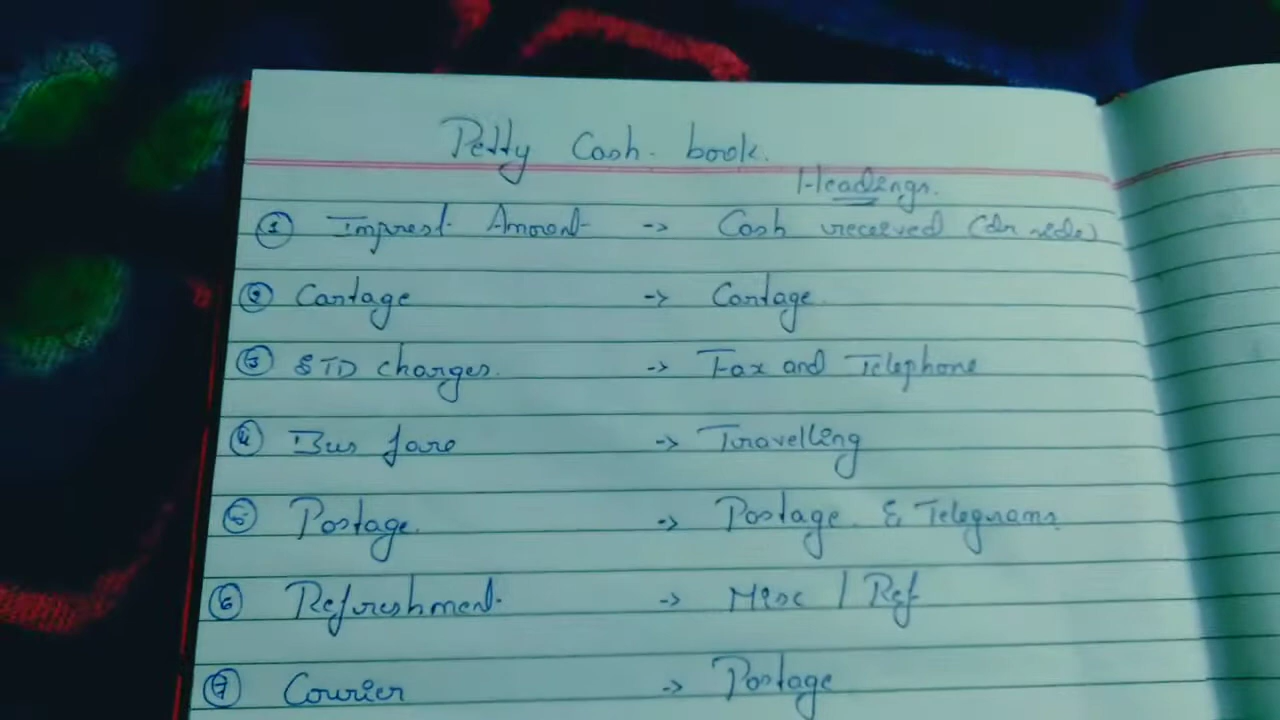 Petty Cash book.
Headings.
① Imprest Amount → Cash received (dr side)
② Cartage → Cartage
③ STD charges. → Fax and Telephone
④ Bus fare → Travelling
⑤ Postage. → Postage & Telegrams
⑥ Refreshment. → Misc / Ref
⑦ Courier → Postage